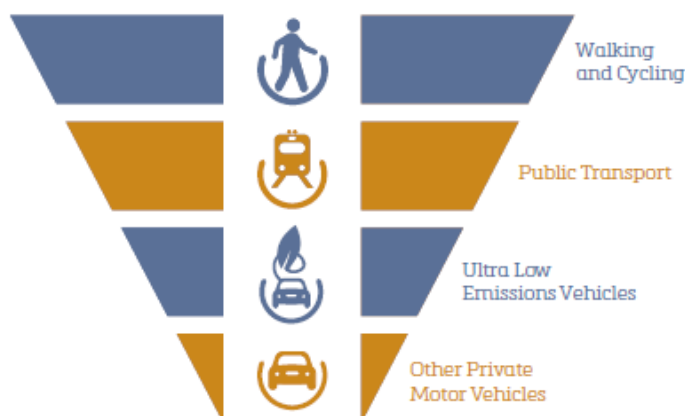 Walking
and Cycling
Public Transport
Ultra Low
Emissions Vehicles
Other Private
Motor Vehicles